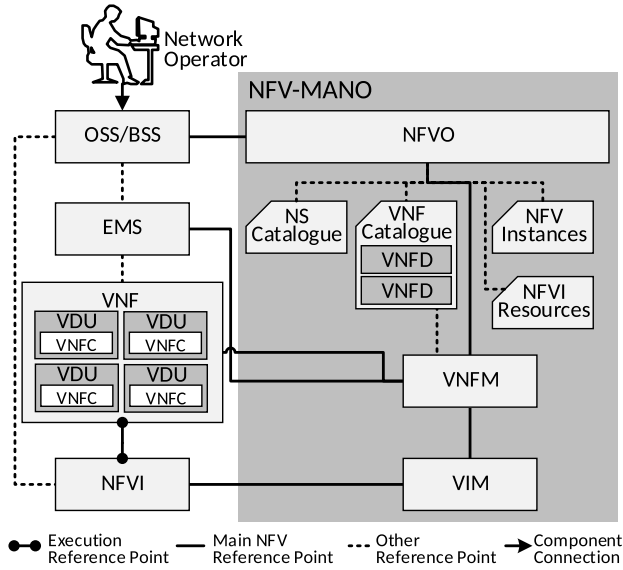 Network
Operator
NFV-MANO
OSS/BSS
NFVO
EMS
NS
Catalogue
VNF
Catalogue
VNFD
VNFD
NFV
Instances
NFVI
Resources
VNF
VDU
VNFC
VDU
VNFC
VDU
VNFC
VDU
VNFC
VNFM
NFVI
VIM
Execution
Reference Point
Main NFV
Reference Point
Other
Reference Point
Component
Connection